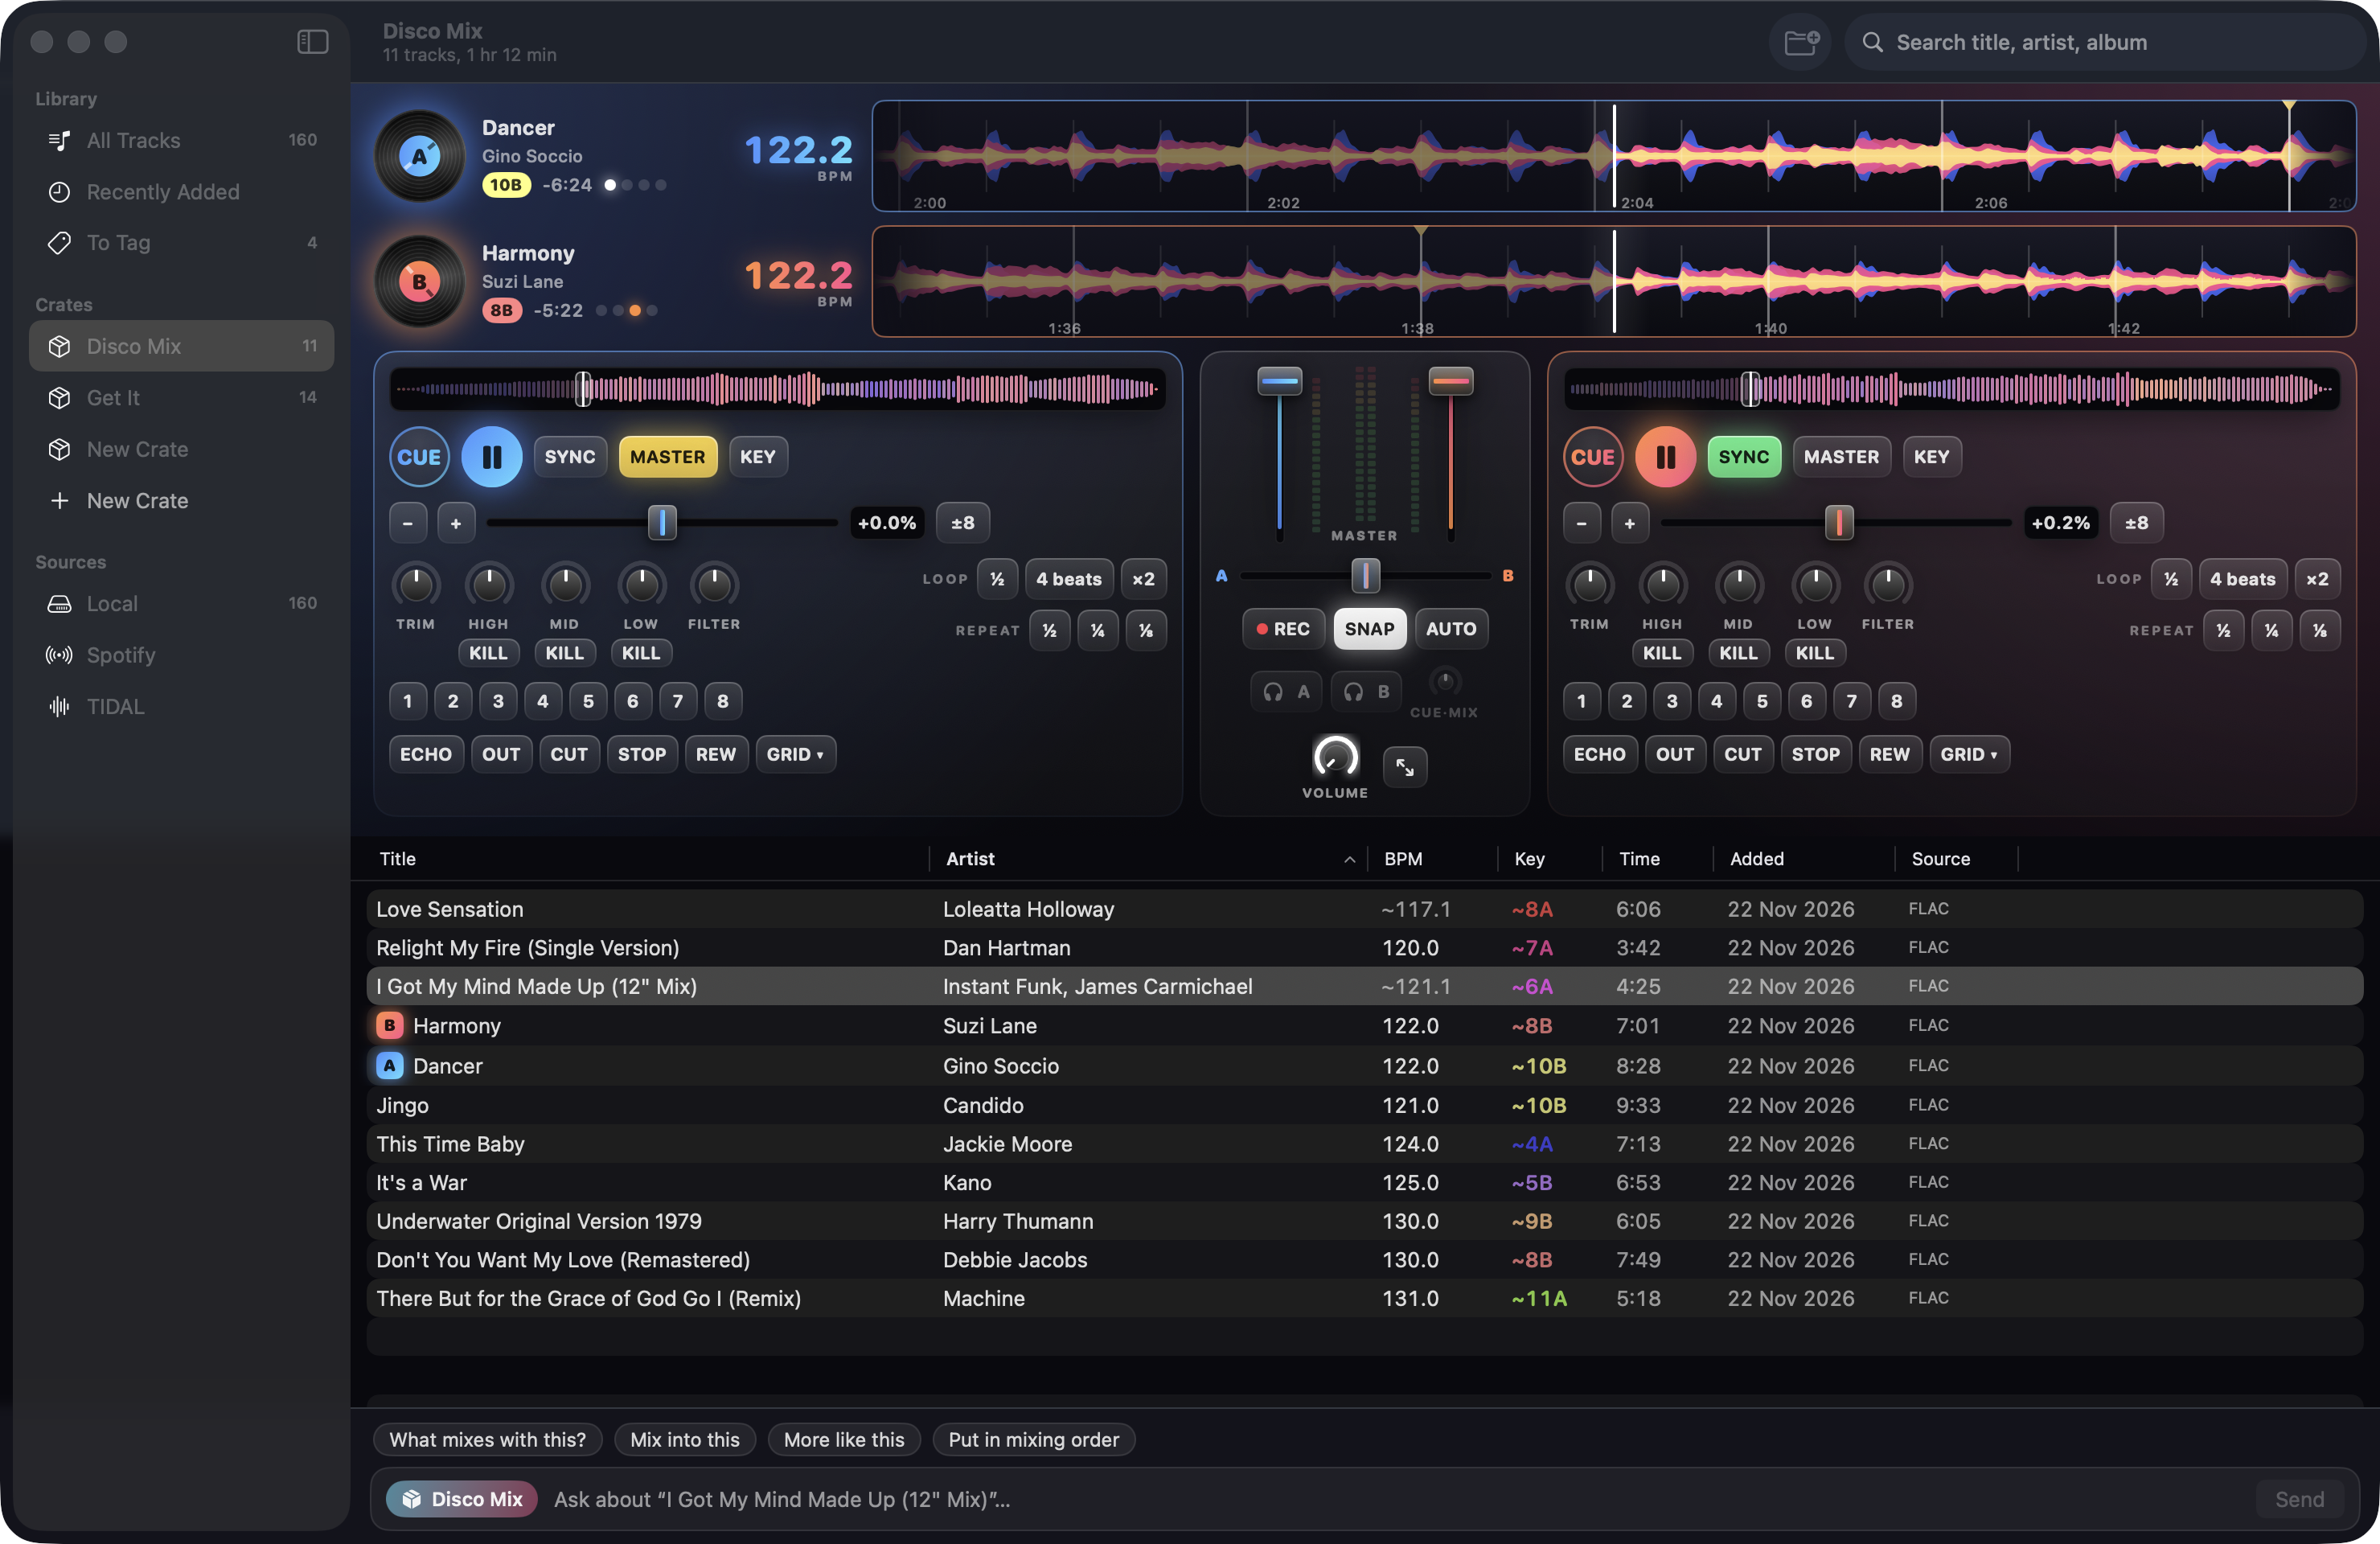 Disco Mix
11 tracks, 1 hr 12 min
Search title, artist, album
Library
All Tracks 160
Recently Added
To Tag 4
Crates
Disco Mix 11
Get It 14
New Crate
New Crate
Sources
Local 160
Spotify
TIDAL
A
Dancer
Gino Soccio
10B -6:24
122.2
BPM
2:00 2:02 2:04 2:06 2:0
B
Harmony
Suzi Lane
8B -5:22
122.2
BPM
1:36 1:38 1:40 1:42
CUE SYNC MASTER KEY
- + +0.0% ±8
TRIM HIGH MID LOW FILTER
KILL KILL KILL
LOOP ½ 4 beats ×2
REPEAT ½ ¼ ⅛
1 2 3 4 5 6 7 8
ECHO OUT CUT STOP REW GRID ▾
MASTER
A B
REC SNAP AUTO
A B
CUE-MIX
VOLUME
CUE SYNC MASTER KEY
- + +0.2% ±8
TRIM HIGH MID LOW FILTER
KILL KILL KILL
LOOP ½ 4 beats ×2
REPEAT ½ ¼ ⅛
1 2 3 4 5 6 7 8
ECHO OUT CUT STOP REW GRID ▾
Title Artist BPM Key Time Added Source
Love Sensation Loleatta Holloway ~117.1 ~8A 6:06 22 Nov 2026 FLAC
Relight My Fire (Single Version) Dan Hartman 120.0 ~7A 3:42 22 Nov 2026 FLAC
I Got My Mind Made Up (12" Mix) Instant Funk, James Carmichael ~121.1 ~6A 4:25 22 Nov 2026 FLAC
B Harmony Suzi Lane 122.0 ~8B 7:01 22 Nov 2026 FLAC
A Dancer Gino Soccio 122.0 ~10B 8:28 22 Nov 2026 FLAC
Jingo Candido 121.0 ~10B 9:33 22 Nov 2026 FLAC
This Time Baby Jackie Moore 124.0 ~4A 7:13 22 Nov 2026 FLAC
It's a War Kano 125.0 ~5B 6:53 22 Nov 2026 FLAC
Underwater Original Version 1979 Harry Thumann 130.0 ~9B 6:05 22 Nov 2026 FLAC
Don't You Want My Love (Remastered) Debbie Jacobs 130.0 ~8B 7:49 22 Nov 2026 FLAC
There But for the Grace of God Go I (Remix) Machine 131.0 ~11A 5:18 22 Nov 2026 FLAC
What mixes with this? Mix into this More like this Put in mixing order
Disco Mix Ask about “I Got My Mind Made Up (12" Mix)”... Send